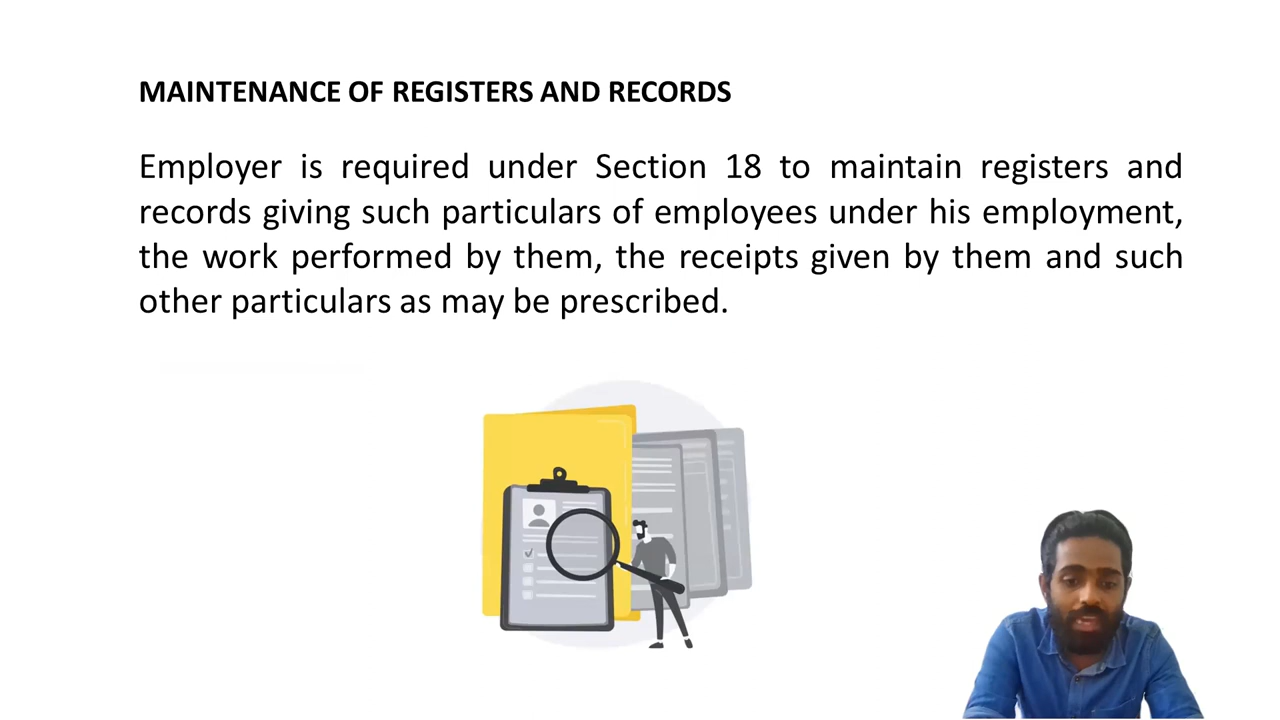 MAINTENANCE OF REGISTERS AND RECORDS
Employer is required under Section 18 to maintain registers and
records giving such particulars of employees under his employment,
the work performed by them, the receipts given by them and such
other particulars as may be prescribed.